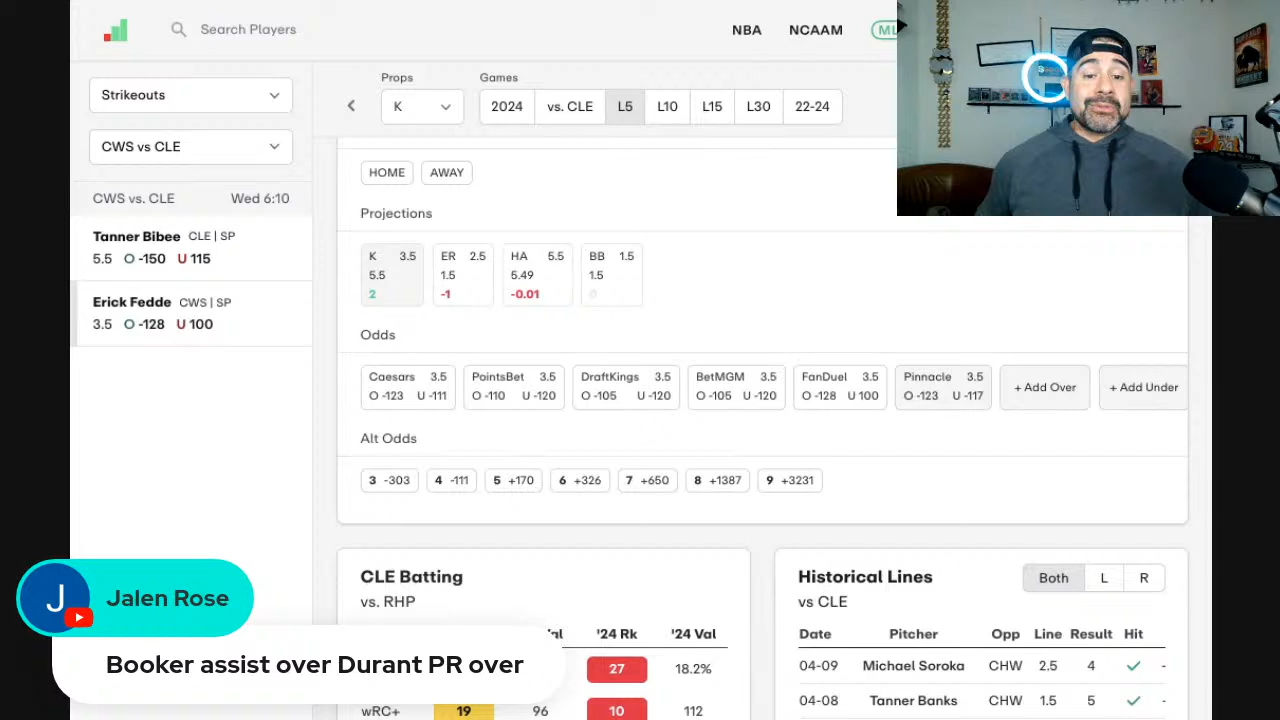 Search Players
NBA
NCAAM
Strikeouts
CWS vs CLE
CWS vs. CLE
Wed 6:10
Tanner Bibee CLE | SP
5.5 O -150 U 115
Erick Fedde CWS | SP
3.5 O -128 U 100
Props
K
Games
2024
vs. CLE
L5
L10
L15
L30
22-24
HOME
AWAY
Projections
K 3.5
5.5
2
ER 2.5
1.5
-1
HA 5.5
5.49
-0.01
BB 1.5
1.5
0
Odds
Caesars 3.5
O -123 U -111
PointsBet 3.5
O -110 U -120
DraftKings 3.5
O -105 U -120
BetMGM 3.5
O -105 U -120
FanDuel 3.5
O -128 U 100
Pinnacle 3.5
O -123 U -117
+ Add Over
+ Add Under
Alt Odds
3 -303
4 -111
5 +170
6 +326
7 +650
8 +1387
9 +3231
CLE Batting
vs. RHP
'24 Rk '24 Val
27 18.2%
wRC+ 19 96 10 112
Historical Lines
vs CLE
Both L R
Date Pitcher Opp Line Result Hit
04-09 Michael Soroka CHW 2.5 4 -
04-08 Tanner Banks CHW 1.5 5 -
J
Jalen Rose
Booker assist over Durant PR over